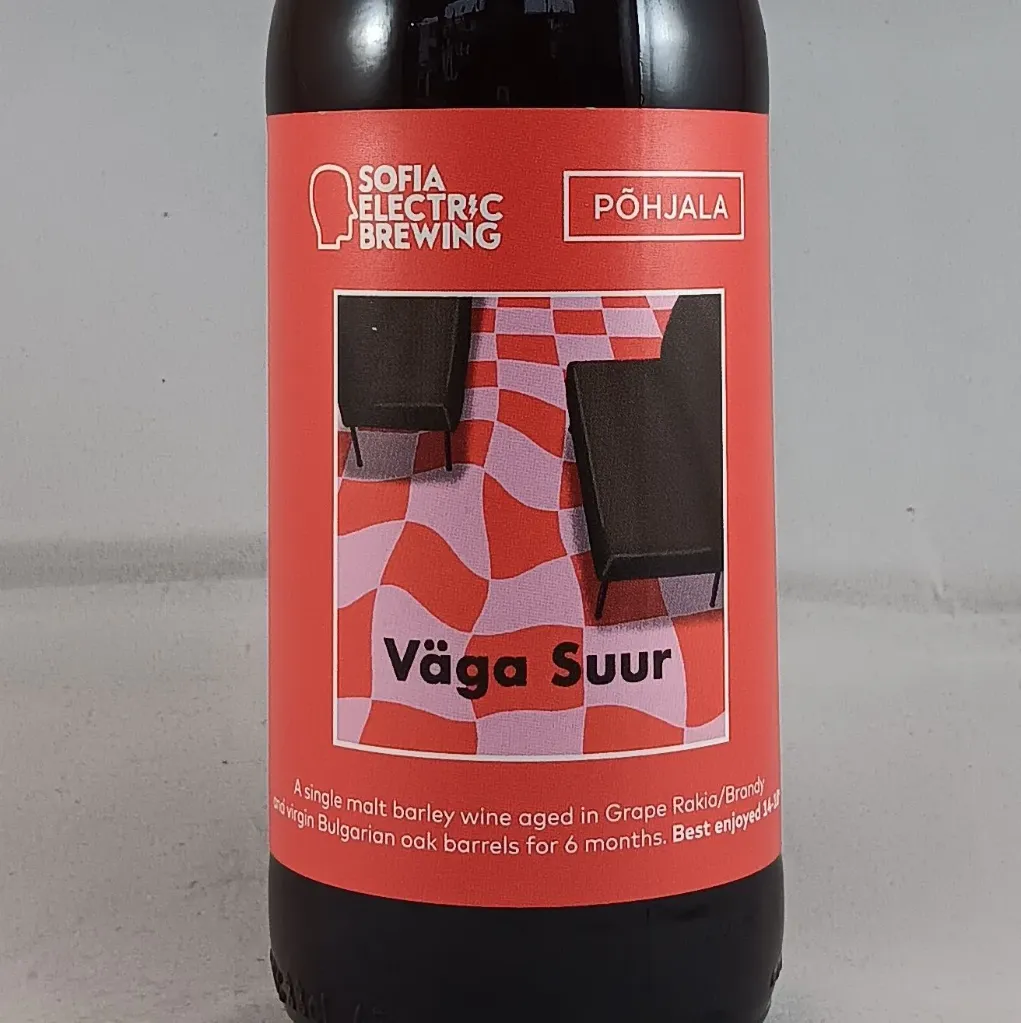 SOFIA
ELECTRIC
BREWING
PÕHJALA
Väga Suur
A single malt barley wine aged in Grape Rakia/Brandy
and virgin Bulgarian oak barrels for 6 months. Best enjoyed